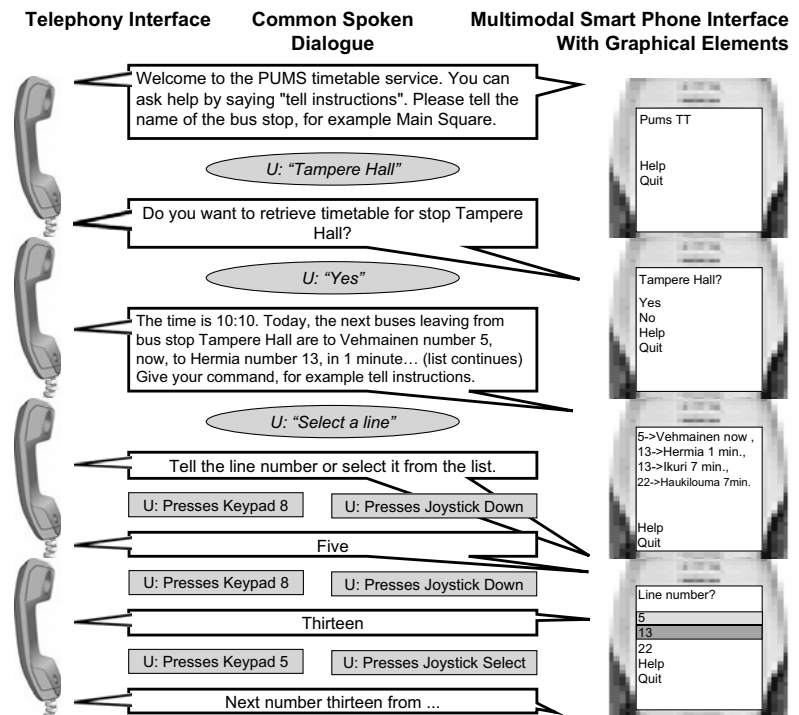 Telephony Interface
Common Spoken
Dialogue
Multimodal Smart Phone Interface
With Graphical Elements
Welcome to the PUMS timetable service. You can
ask help by saying "tell instructions". Please tell the
name of the bus stop, for example Main Square.
Pums TT
Help
Quit
U: “Tampere Hall”
Do you want to retrieve timetable for stop Tampere
Hall?
Tampere Hall?
Yes
No
Help
Quit
U: “Yes”
The time is 10:10. Today, the next buses leaving from
bus stop Tampere Hall are to Vehmainen number 5,
now, to Hermia number 13, in 1 minute… (list continues)
Give your command, for example tell instructions.
5->Vehmainen now ,
13->Hermia 1 min.,
13->Ikuri 7 min.,
22->Haukilouma 7min.
Help
Quit
U: “Select a line”
Tell the line number or select it from the list.
U: Presses Keypad 8
U: Presses Joystick Down
Five
U: Presses Keypad 8
U: Presses Joystick Down
Line number?
5
13
22
Help
Quit
Thirteen
U: Presses Keypad 5
U: Presses Joystick Select
Next number thirteen from ...